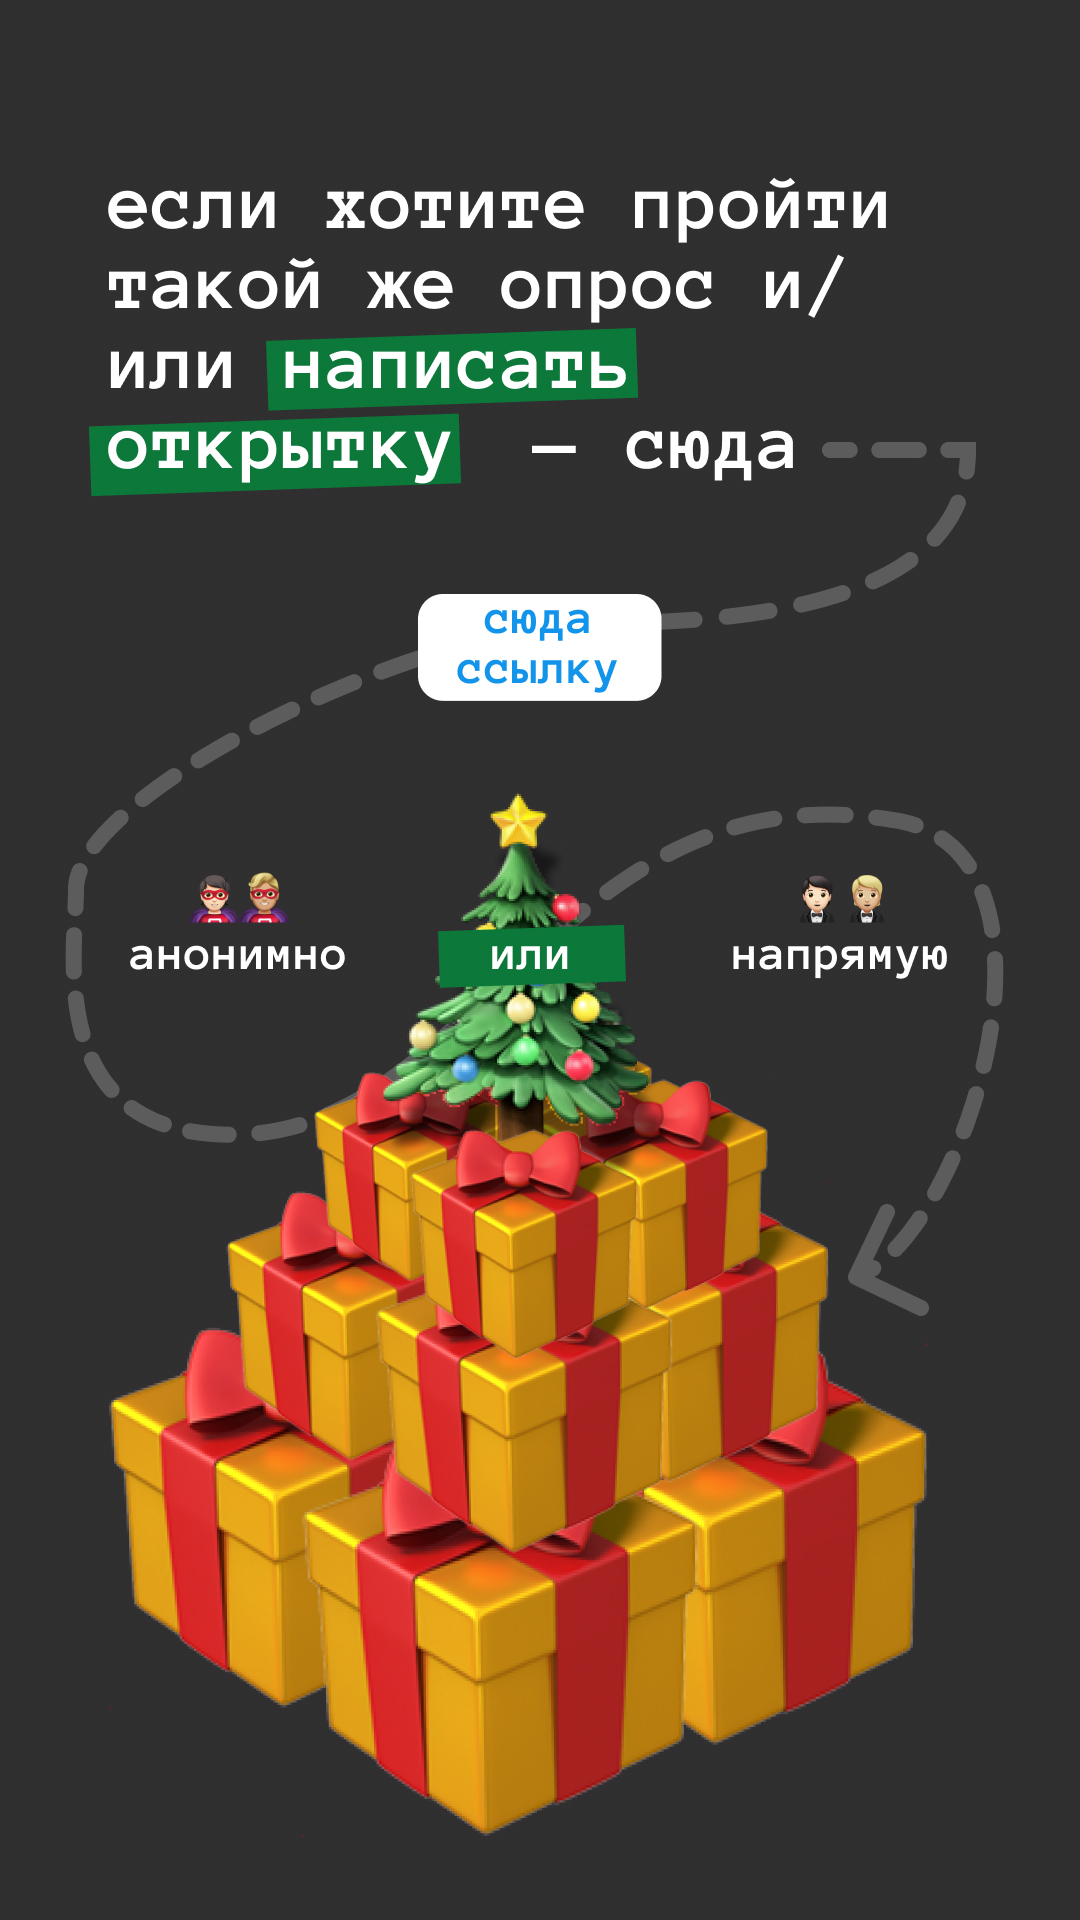 если хотите пройти
такой же опрос и/
или написать
открытку – сюда
сюда
ссылку
анонимно
или
напрямую